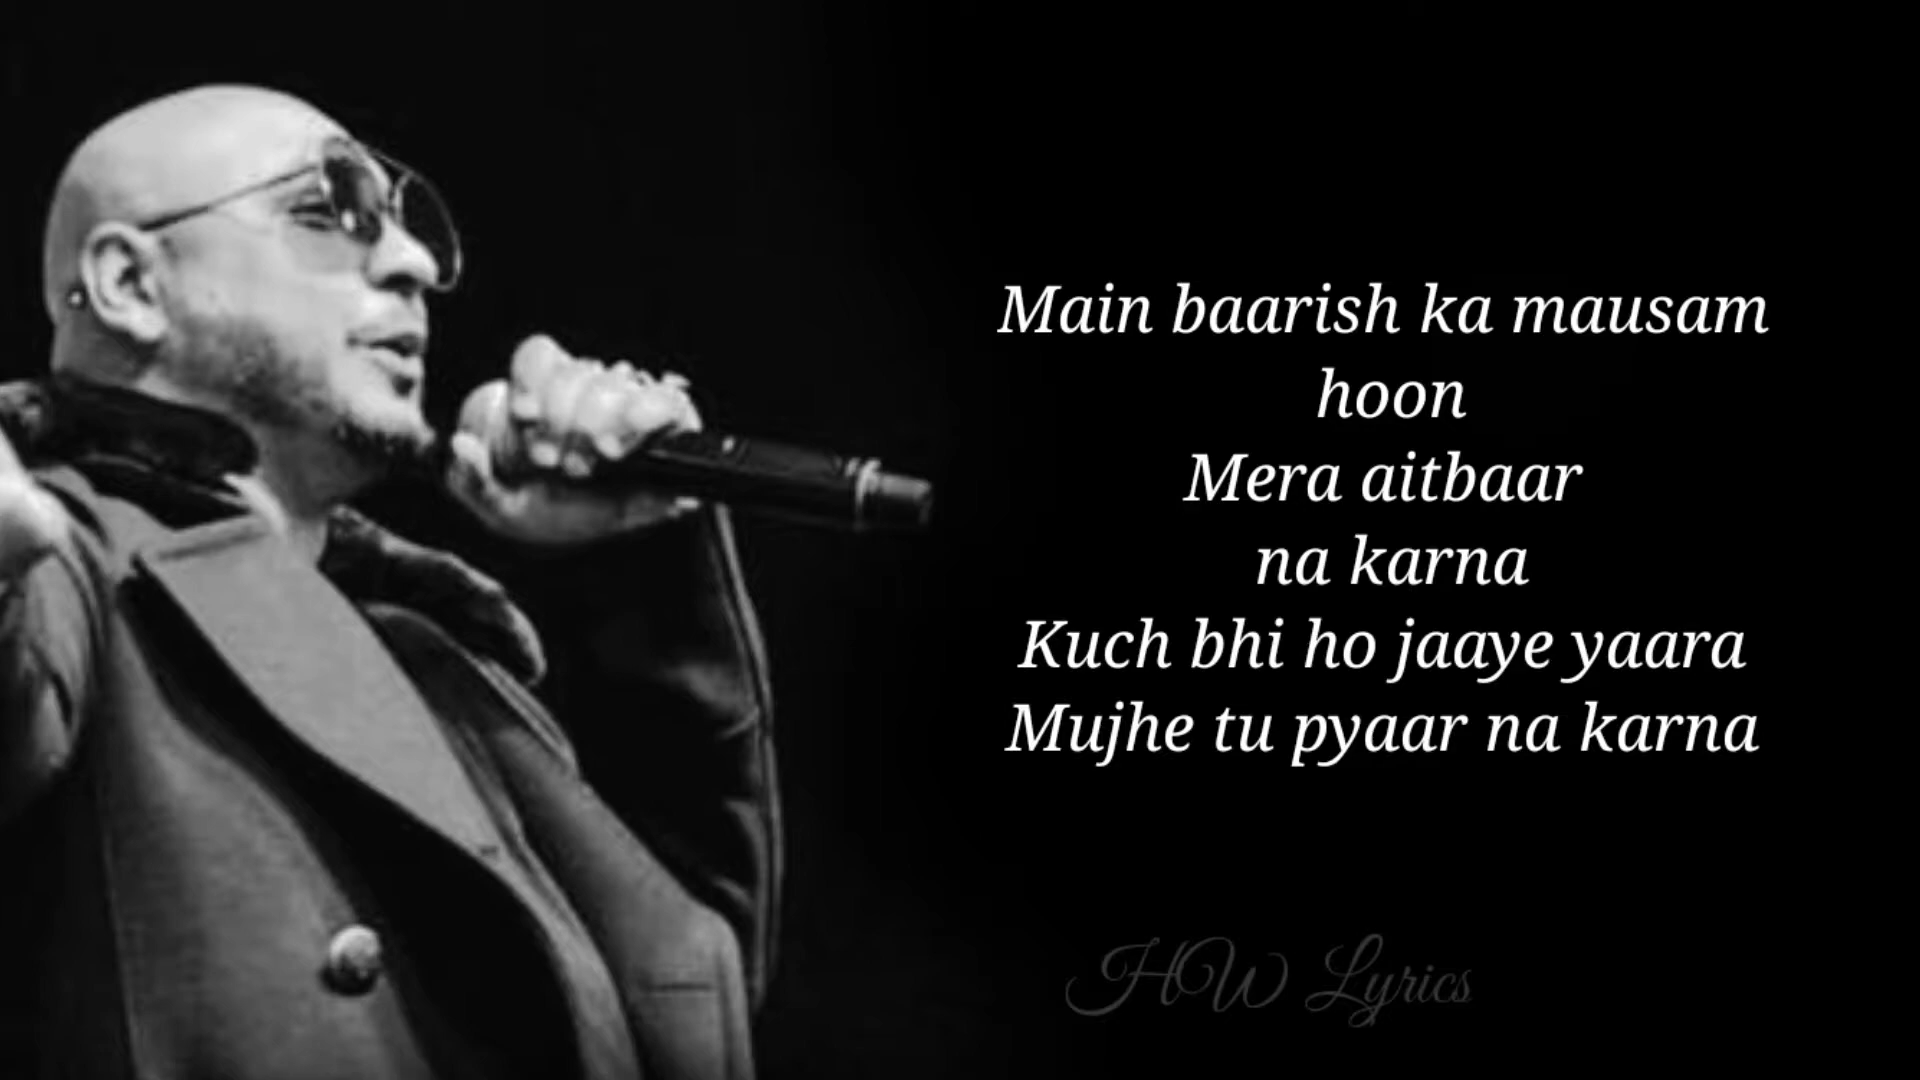 Main baarish ka mausam
hoon
Mera aitbaar
na karna
Kuch bhi ho jaaye yaara
Mujhe tu pyaar na karna
HW Lyrics